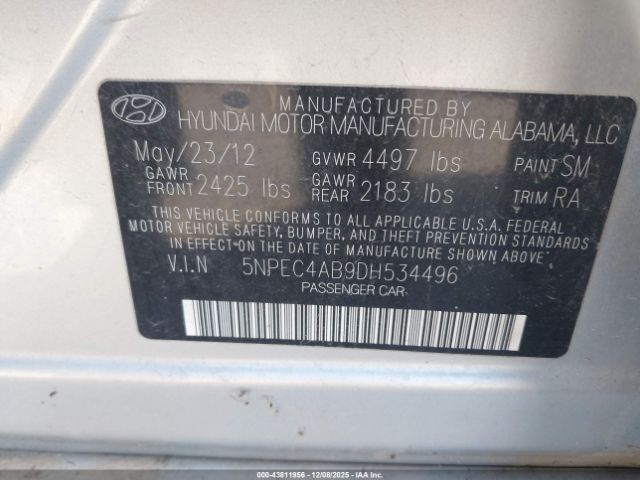 MANUFACTURED BY
HYUNDAI MOTOR MANUFACTURING ALABAMA, LLC
May/23/12 GVWR 4497 lbs PAINT SM
GAWR FRONT 2425 lbs GAWR REAR 2183 lbs TRIM RA
THIS VEHICLE CONFORMS TO ALL APPLICABLE U.S.A. FEDERAL
MOTOR VEHICLE SAFETY, BUMPER, AND THEFT PREVENTION STANDARDS
IN EFFECT ON THE DATE OF MANUFACTURE SHOWN ABOVE.
V.I.N 5NPEC4AB9DH534496
PASSENGER CAR
000-43811956 - 12/08/2025 - IAA Inc.